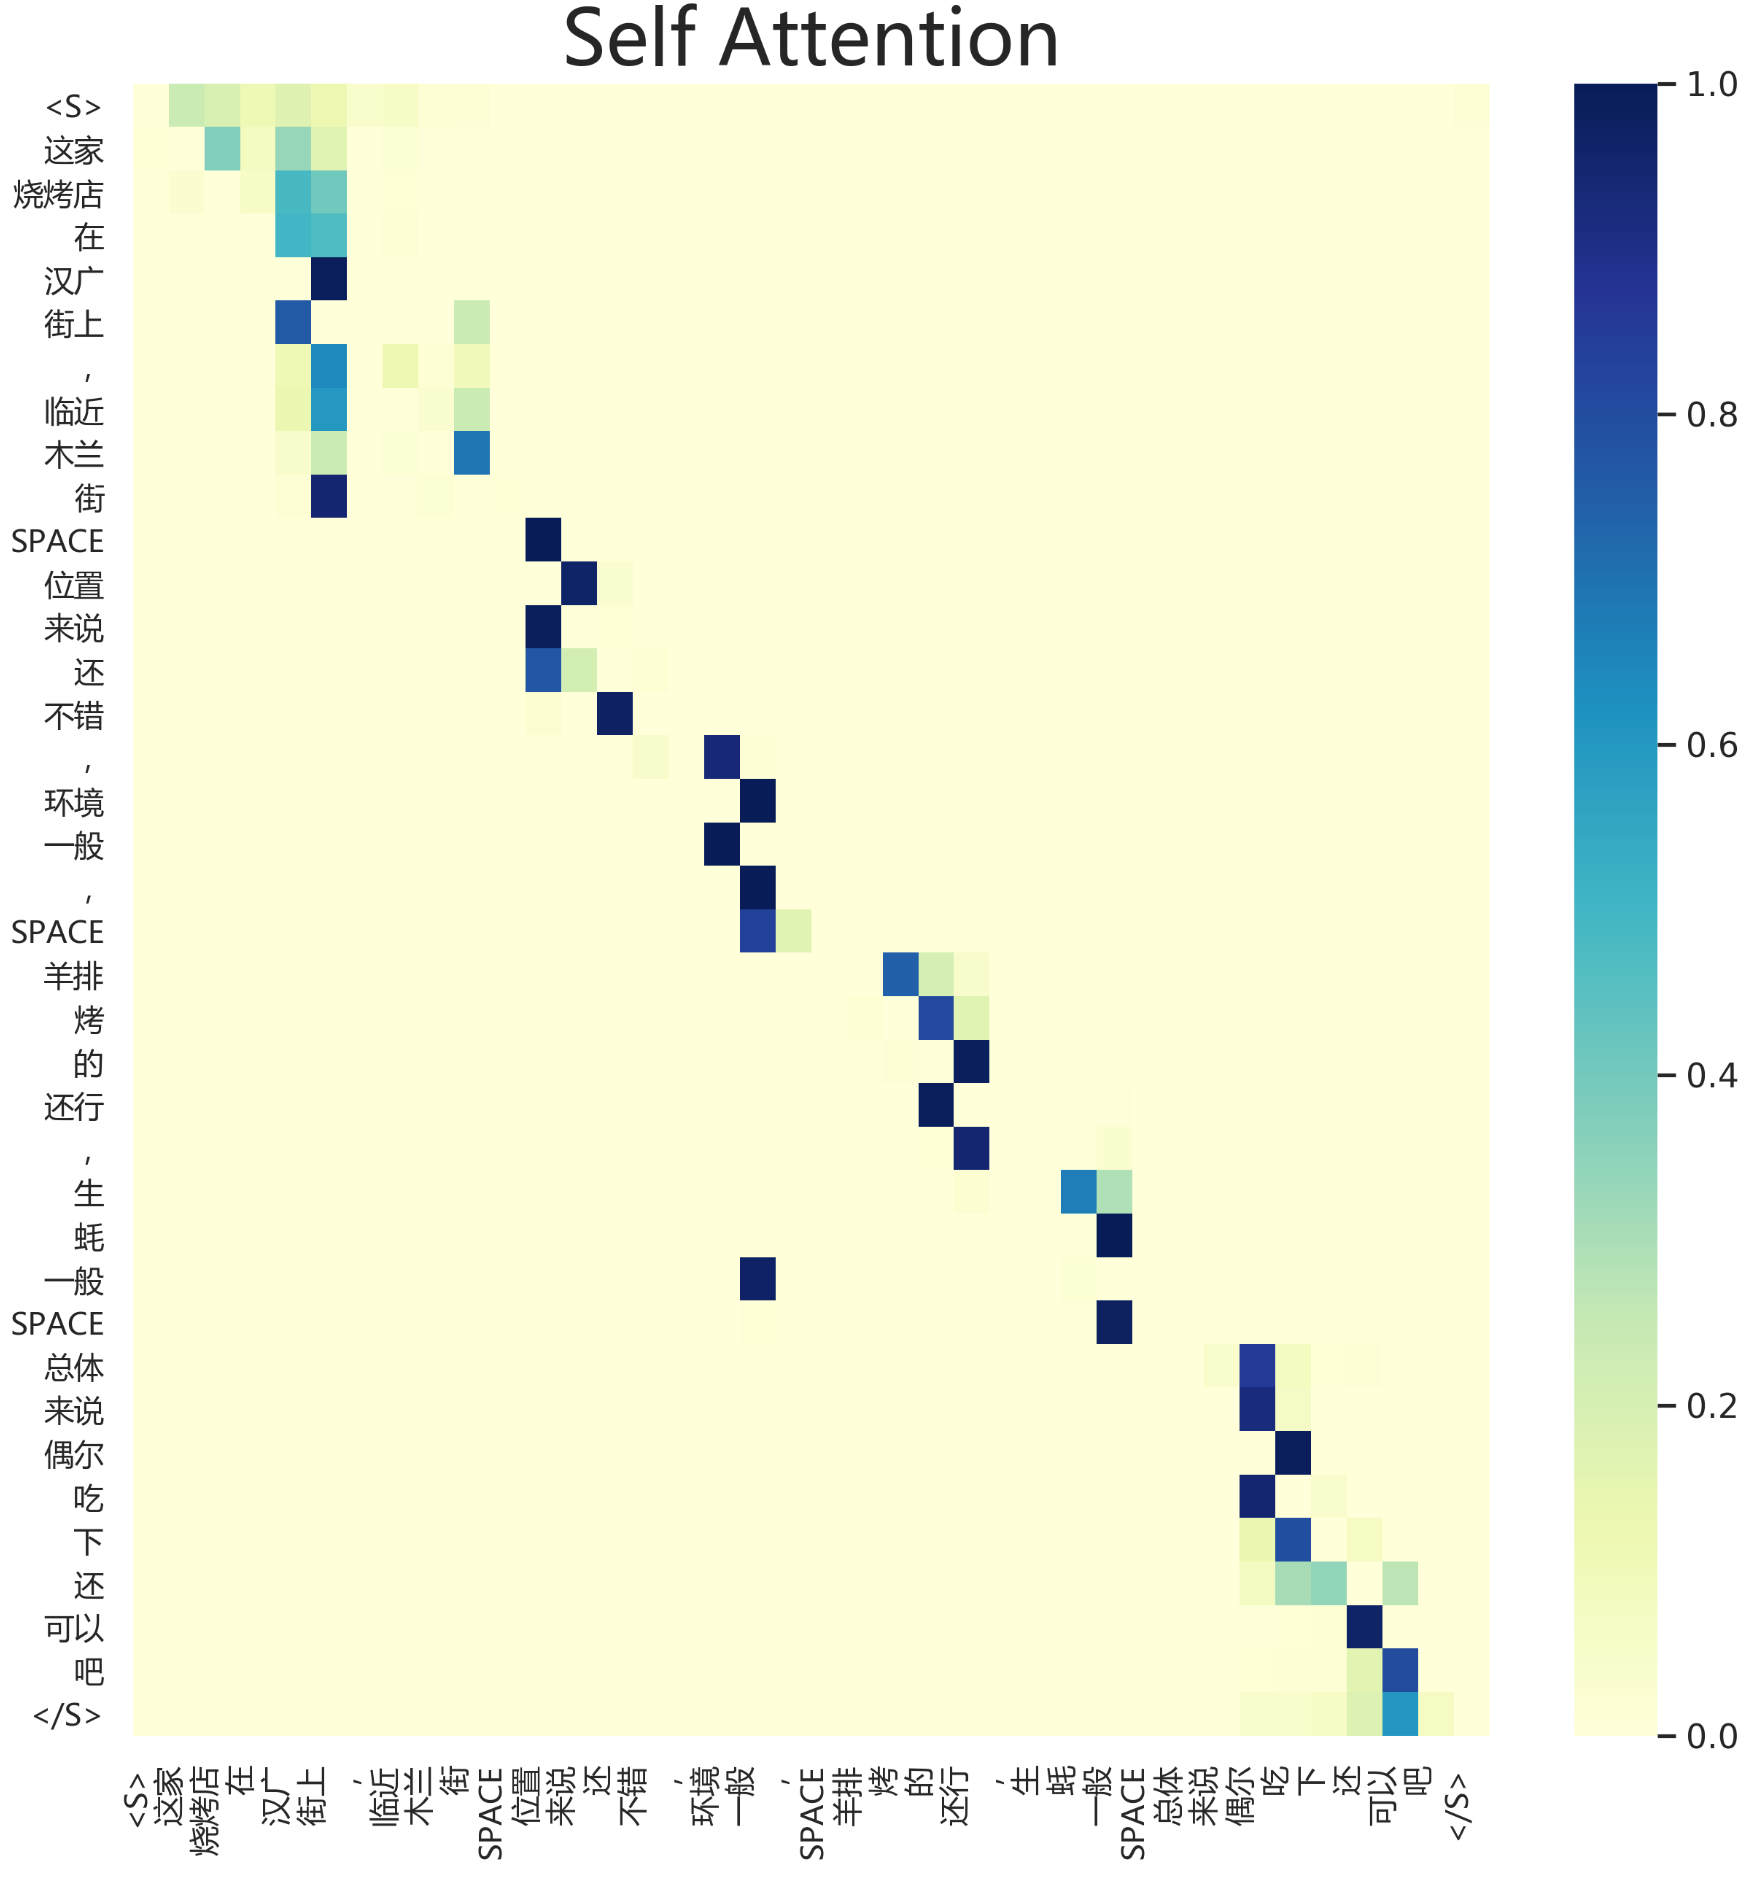 Self Attention
<S>
这家
烧烤店
在
汉广
街上
,
临近
木兰
街
SPACE
位置
来说
还
不错
,
环境
一般
,
SPACE
羊排
烤
的
还行
,
生
蚝
一般
SPACE
总体
来说
偶尔
吃
下
还
可以
吧
</S>
1.0
0.8
0.6
0.4
0.2
0.0
<S>
这家
烧烤店
在
汉广
街上
,
临近
木兰
街
SPACE
位置
来说
还
不错
,
环境
一般
,
SPACE
羊排
烤
的
还行
,
生
蚝
一般
SPACE
总体
来说
偶尔
吃
下
还
可以
吧
</S>